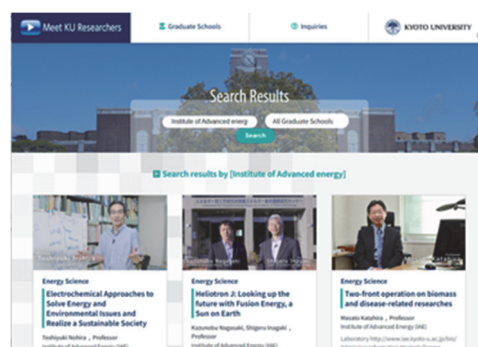 Meet KU Researchers
Graduate Schools
Inquiries
KYOTO UNIVERSITY
Search Results
Institute of Advanced energ
All Graduate Schools
Search
Search results by [Institute of Advanced energy]
Toshiyuki Nohira
Kazunobu Nagasaki
Energy Science
Electrochemical Approaches to
Solve Energy and
Environmental Issues and
Realize a Sustainable Society
Toshiyuki Nohira , Professor
Energy Science
Heliotron J: Looking up the
future with Fusion Energy, a
Sun on Earth
Kazunobu Nagasaki, Shigeru Inagaki ,
Professor
Institute of Advanced Energy (IAE)
Energy Science
Two-front operation on biomass
and disease-related researches
Masato Katahira , Professor
Institute of Advanced Energy (IAE)